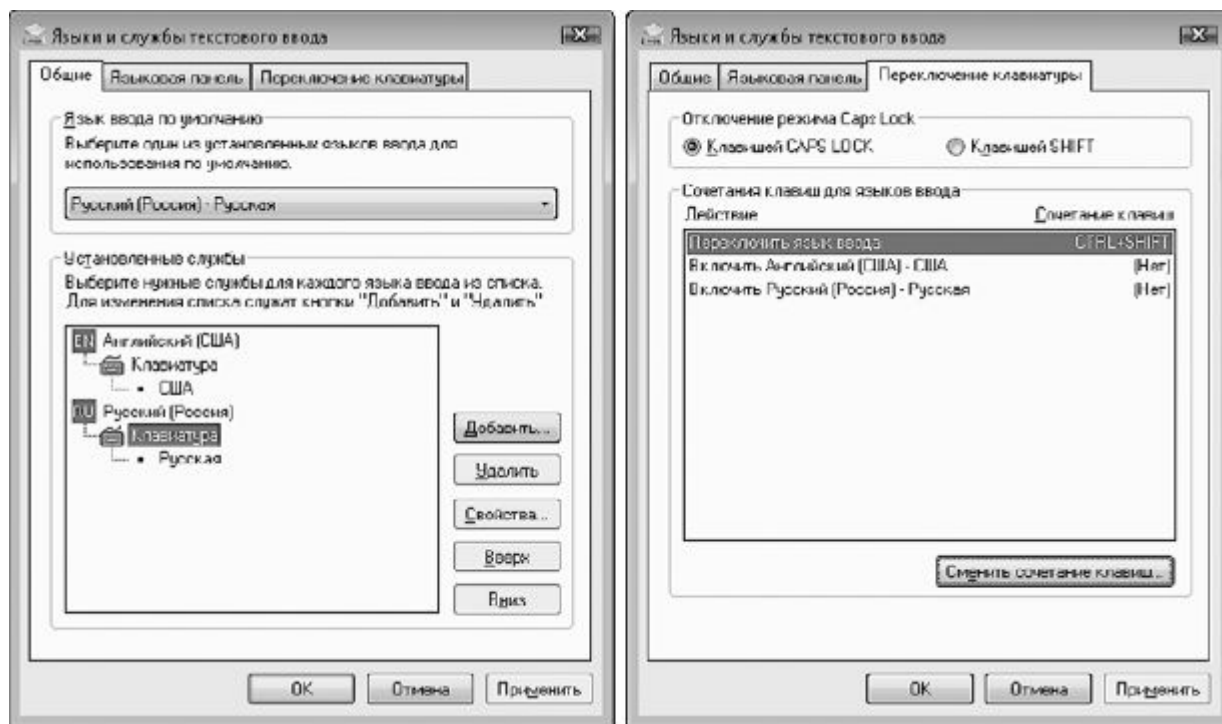 Языки и службы текстового ввода
Общие
Языковая панель
Переключение клавиатуры
Язык ввода по умолчанию
Выберите один из установленных языков ввода для
использования по умолчанию.
Русский (Россия) - Русская
Установленные службы
Выберите нужные службы для каждого языка ввода из списка.
Для изменения списка служат кнопки "Добавить" и "Удалить"
EN Английский (США)
Клавиатура
• США
RU Русский (Россия)
Клавиатура
• Русская
Добавить...
Удалить
Свойства...
Вверх
Вниз
ОК
Отмена
Применить
Языки и службы текстового ввода
Общие
Языковая панель
Переключение клавиатуры
Отключение режима Caps Lock
Клавишей CAPS LOCK
Клавишей SHIFT
Сочетания клавиш для языков ввода
Действие
Сочетание клавиш
Переключить язык ввода
CTRL+SHIFT
Включить Английский (США) - США
(Нет)
Включить Русский (Россия) - Русская
(Нет)
Сменить сочетание клавиш...
ОК
Отмена
Применить